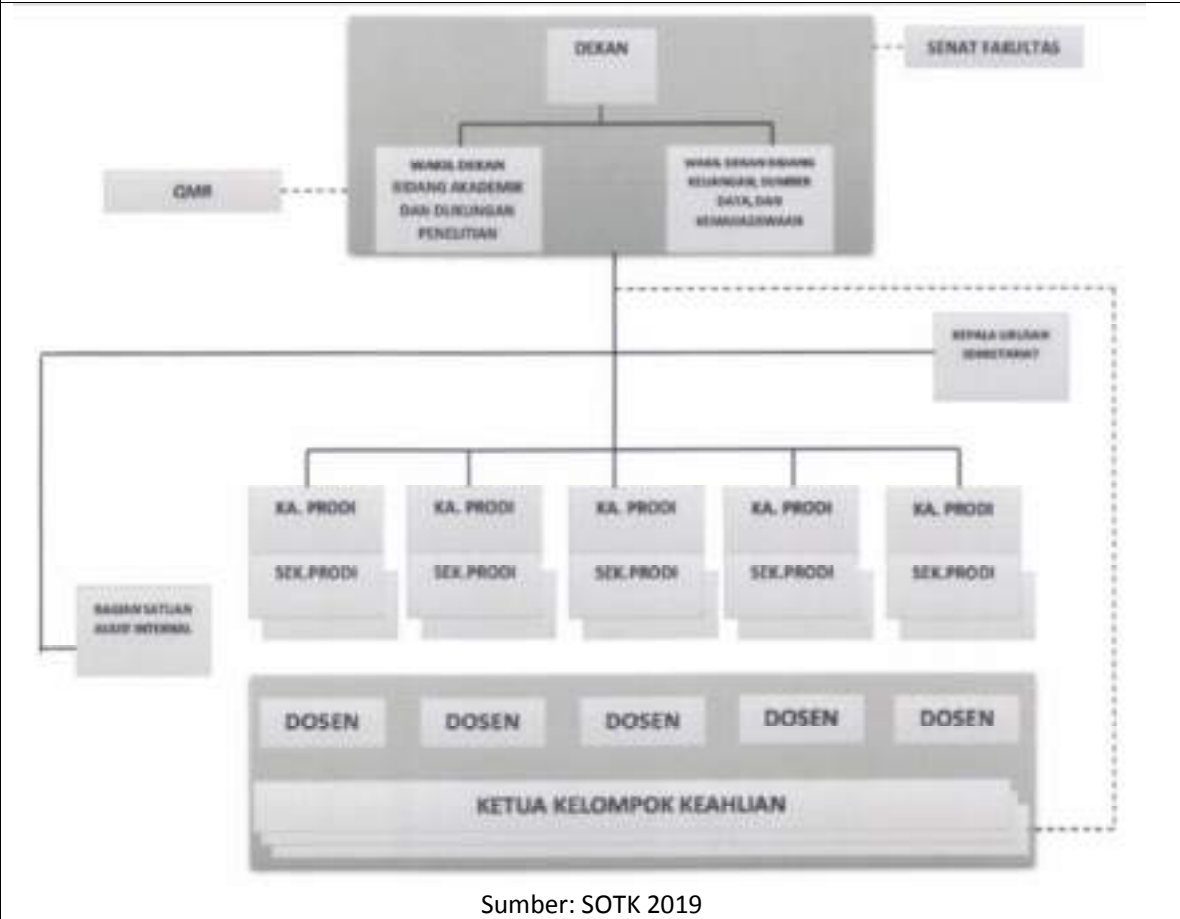 DEKAN
SENAT FAKULTAS
WAKIL DEKAN
BIDANG AKADEMIK
DAN DUKUNGAN
PENELITIAN
WAKIL DEKAN BIDANG
KEUANGAN, SUMBER
DAYA, DAN
KEMAHASISWAAN
QMR
KEPALA URUSAN
KA. PRODI
KA. PRODI
KA. PRODI
KA. PRODI
KA. PRODI
SEK.PRODI
SEK.PRODI
SEK.PRODI
SEK.PRODI
SEK.PRODI
BAGIAN SATUAN
AUDIT INTERNAL
DOSEN
DOSEN
DOSEN
DOSEN
DOSEN
KETUA KELOMPOK KEAHLIAN
Sumber: SOTK 2019